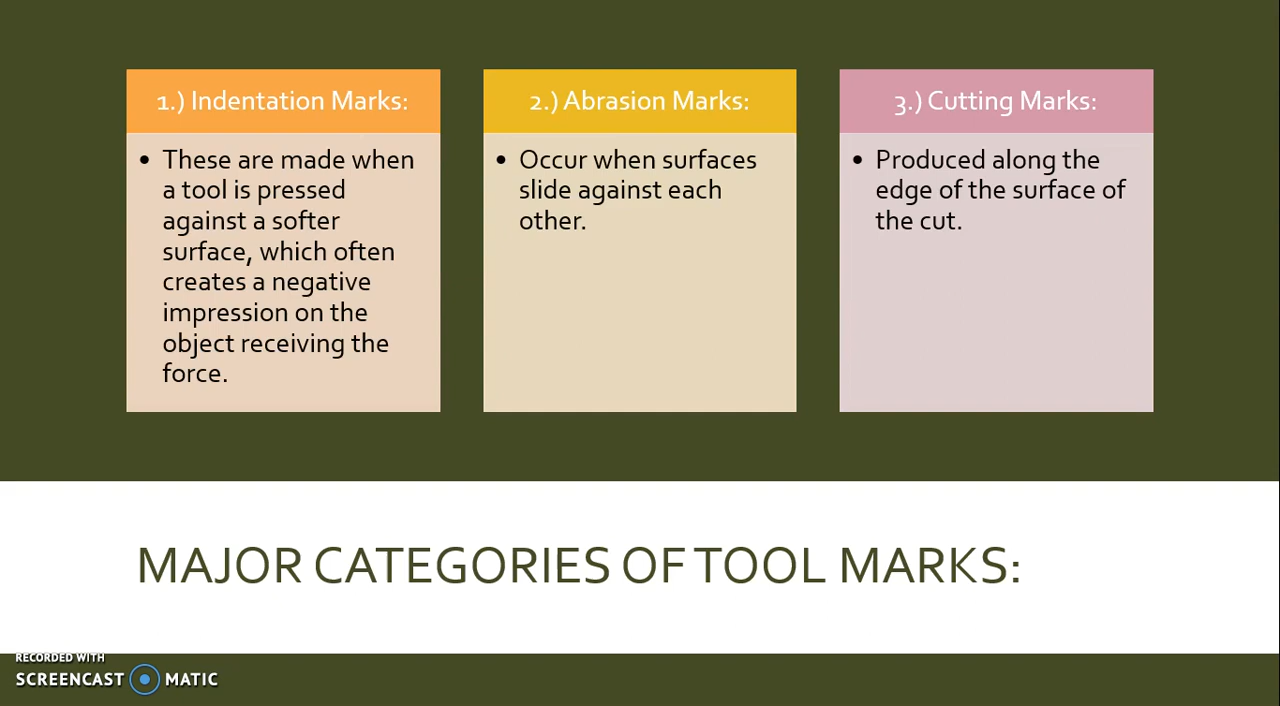 1.) Indentation Marks:
• These are made when
a tool is pressed
against a softer
surface, which often
creates a negative
impression on the
object receiving the
force.
2.) Abrasion Marks:
• Occur when surfaces
slide against each
other.
3.) Cutting Marks:
• Produced along the
edge of the surface of
the cut.
MAJOR CATEGORIES OF TOOL MARKS:
RECORDED WITH
SCREENCAST MATIC